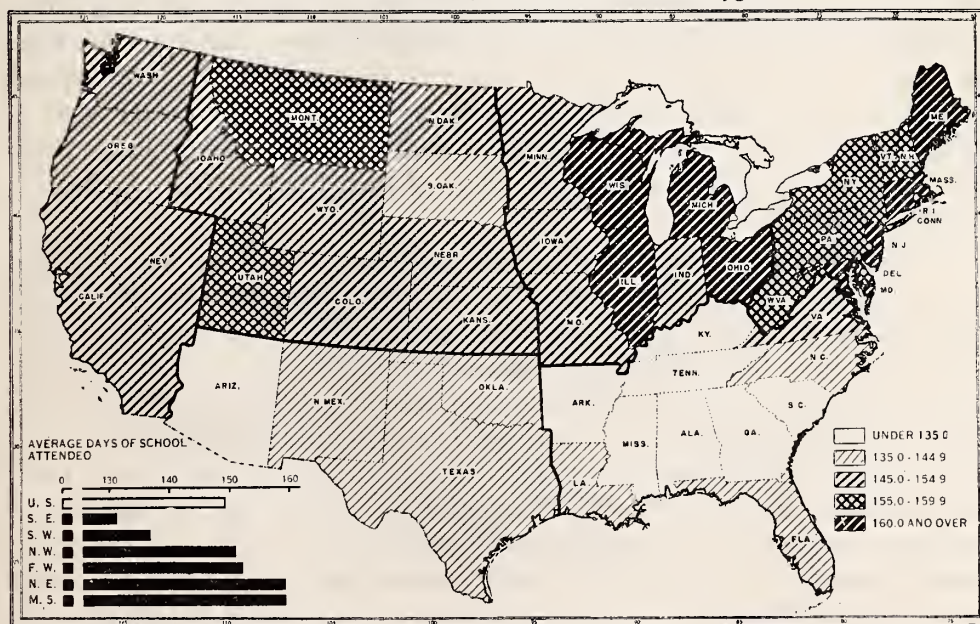 WASH
MONT.
N DAK.
MINN.
ME.
OREG
IDAHO
S. DAK.
WIS.
MICH
VT.
N.H.
N.Y.
MASS.
R I
CONN
WYO.
IOWA
NEBR
PA.
N J
NEV.
UTAH
COLO.
ILL.
IND.
OHIO
DEL
MD.
CALIF.
KANS.
MO.
W VA
VA.
KY.
ARIZ.
N MEX.
OKLA.
ARK.
TENN.
N.C.
S.C.
MISS.
ALA.
GA.
TEXAS
LA.
FLA.
AVERAGE DAYS OF SCHOOL
ATTENDED
0 130 140 150 160
U. S.
S. E.
S. W.
N. W.
F. W.
N. E.
M. S.
UNDER 135 0
135 0 - 144 9
145 0 - 154 9
155 0 - 159 9
160.0 AND OVER